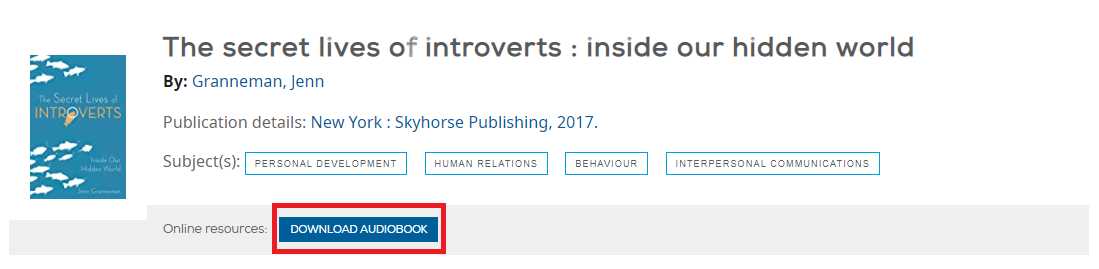 The secret lives of introverts : inside our hidden world
By: Granneman, Jenn
Publication details: New York : Skyhorse Publishing, 2017.
Subject(s): PERSONAL DEVELOPMENT HUMAN RELATIONS BEHAVIOUR INTERPERSONAL COMMUNICATIONS
Online resources: DOWNLOAD AUDIOBOOK
The Secret Lives of
INTROVERTS
Inside Our
Hidden World
Jenn Granneman